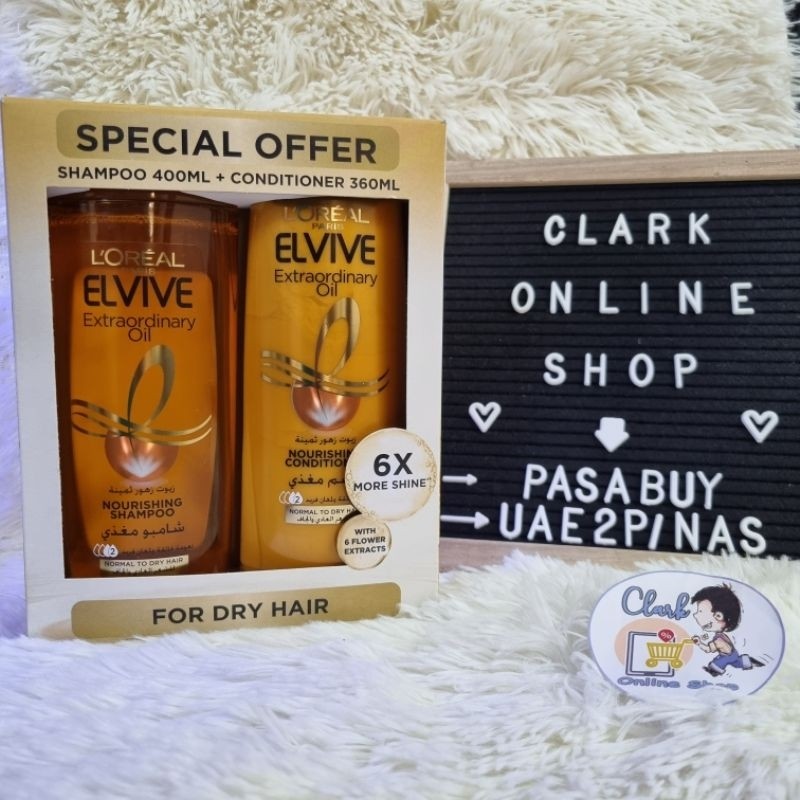 SPECIAL OFFER
SHAMPOO 400ML + CONDITIONER 360ML
L'ORÉAL
PARIS
ELVIVE
Extraordinary
Oil
زيوت زهور ثمينة
NOURISHING
SHAMPOO
شامبو مغذي
2
NORMAL TO DRY HAIR
L'ORÉAL
PARIS
ELVIVE
Extraordinary
Oil
زيوت زهور ثمينة
NOURISHING
CONDITIONER
مغذي
2
NORMAL TO DRY HAIR
6X
MORE SHINE
WITH
6 FLOWER
EXTRACTS
FOR DRY HAIR
CLARK
ONLINE
SHOP
PASABUY
UAE2PINAS
Clark
%
Online Shop